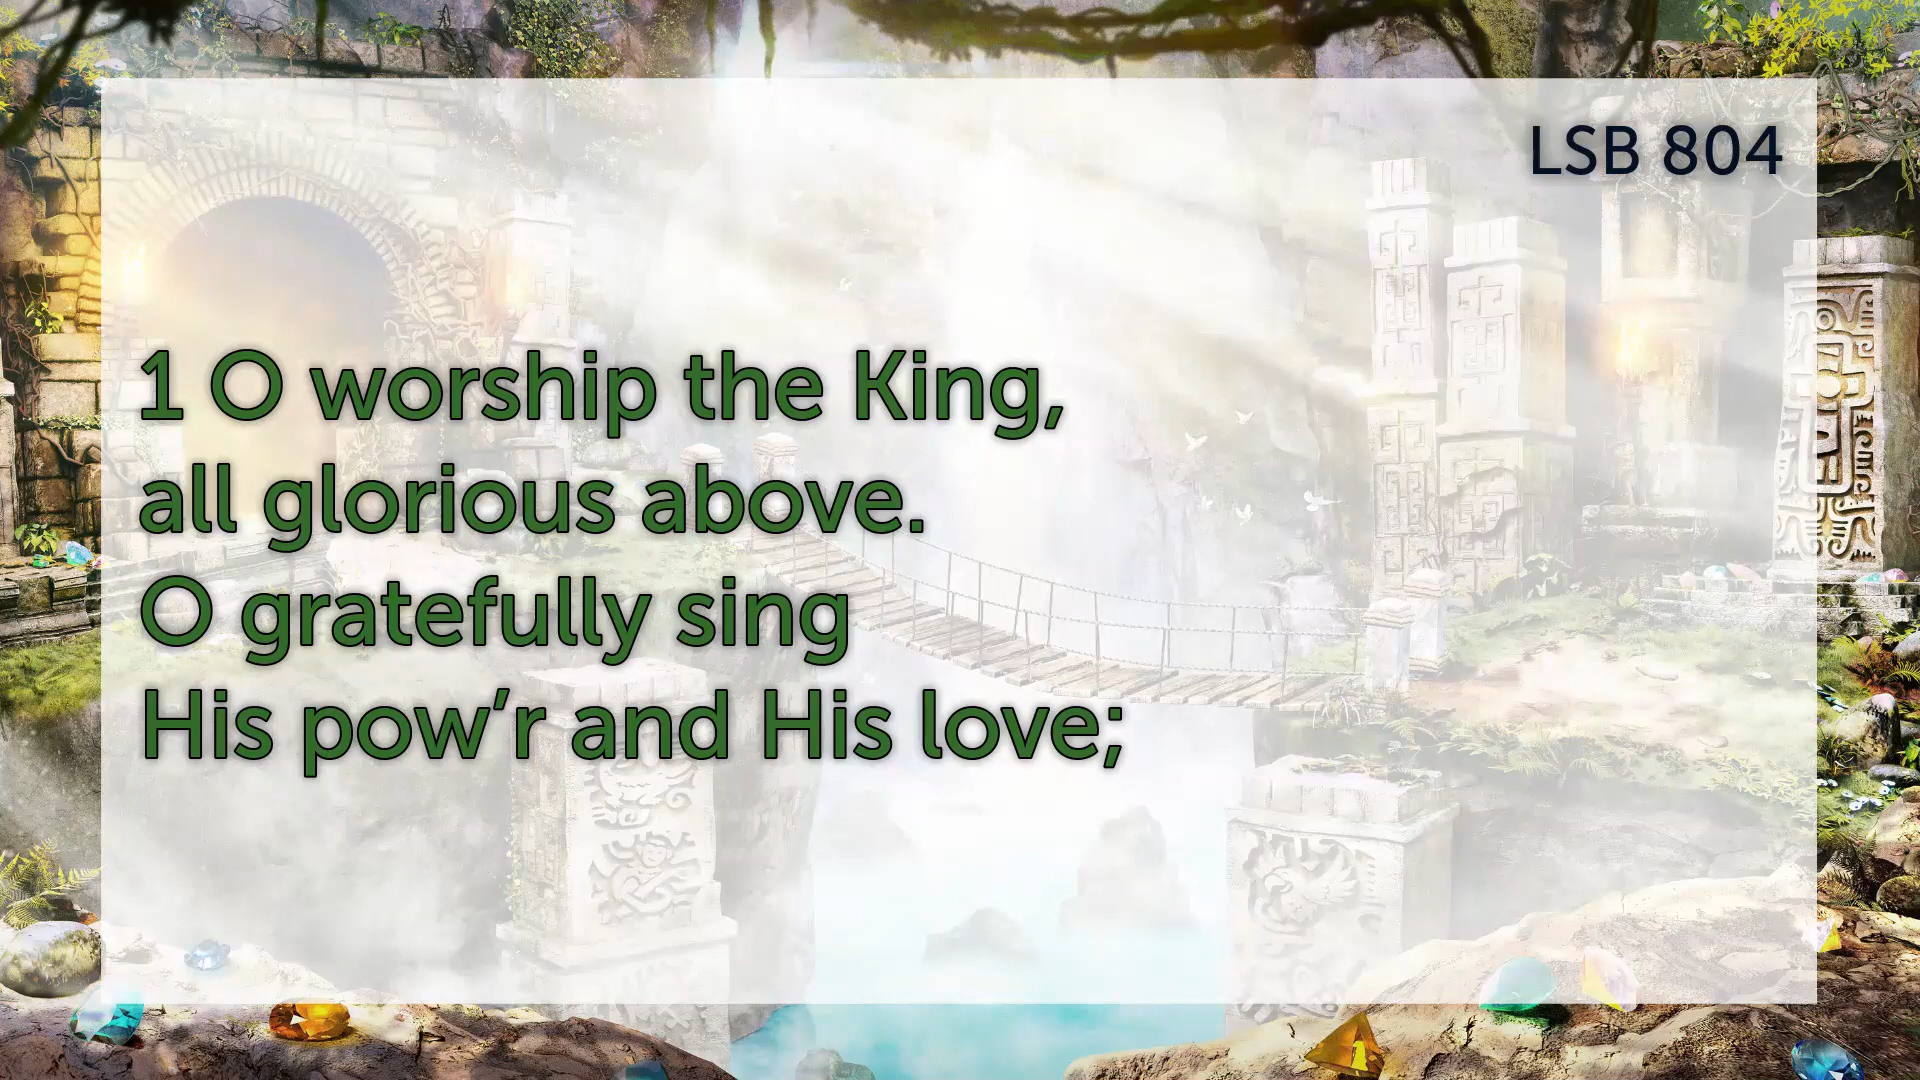 LSB 804
1 O worship the King,
all glorious above.
O gratefully sing
His pow’r and His love;